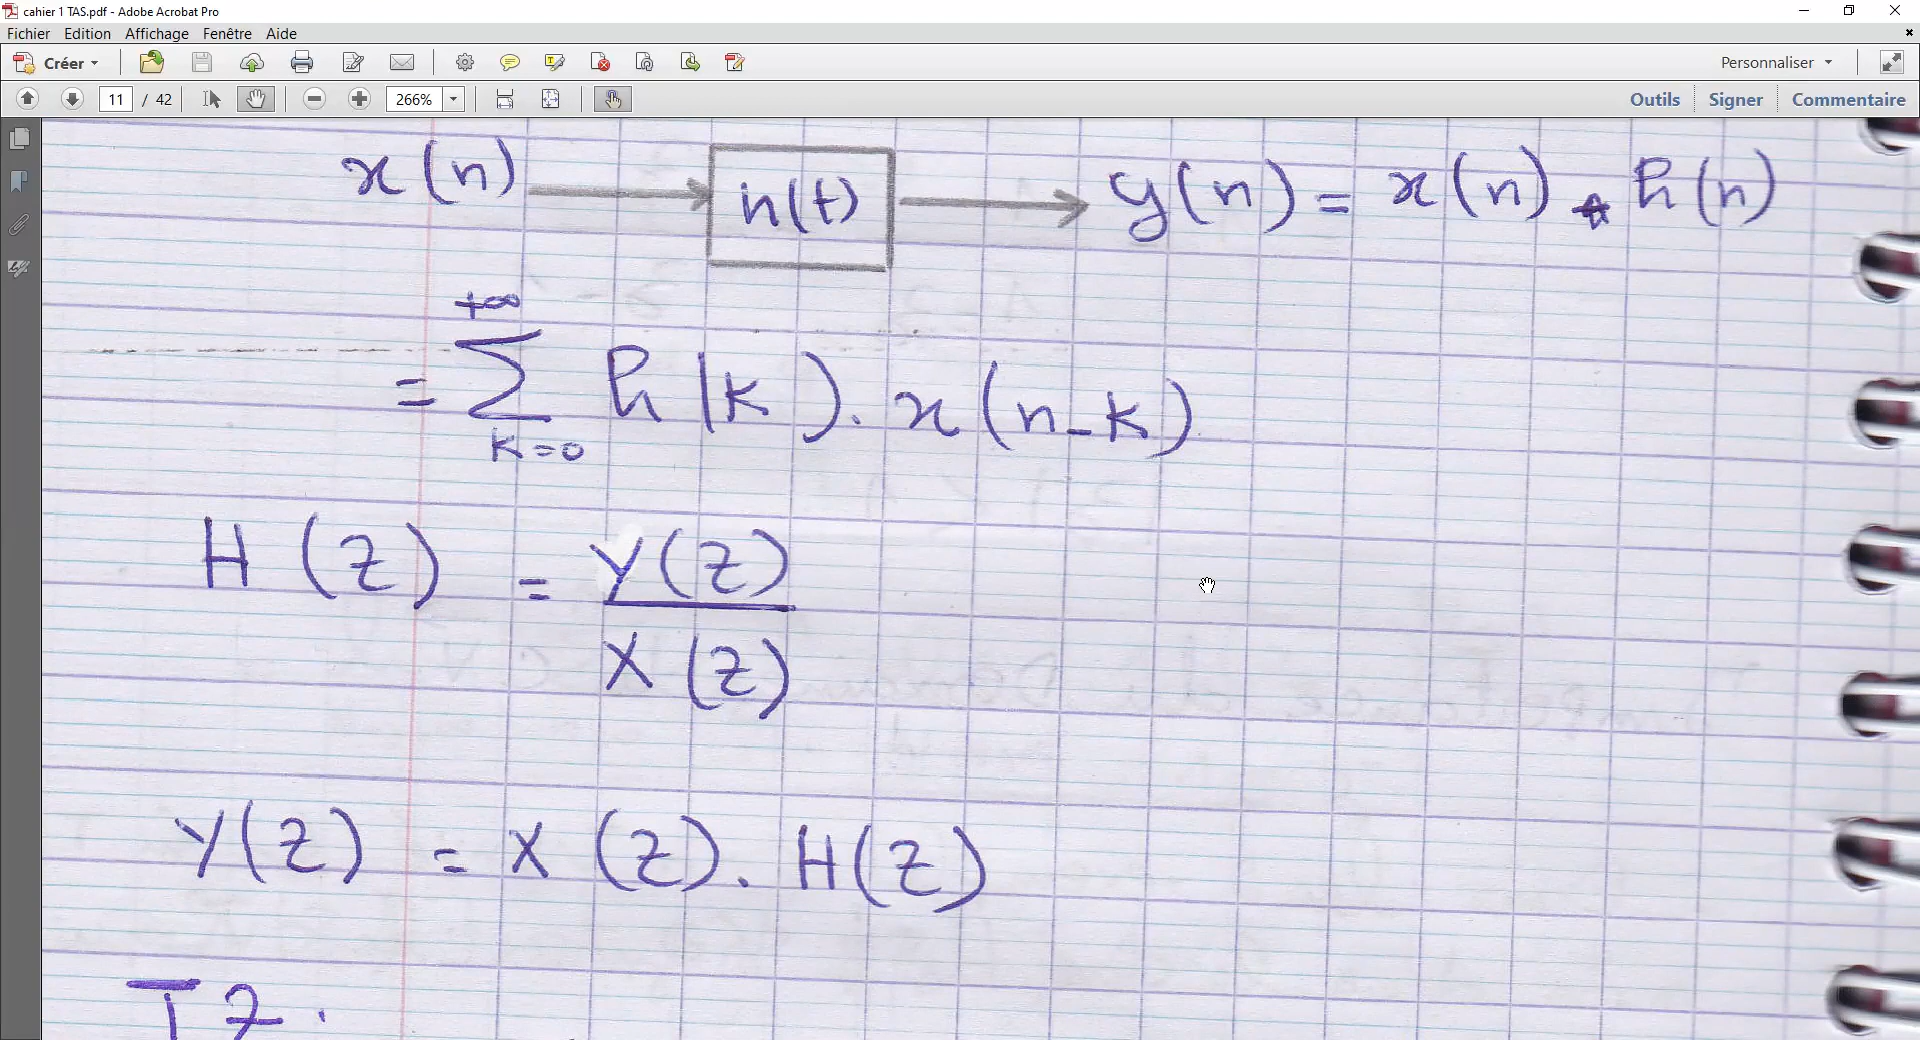 cahier 1 TAS.pdf - Adobe Acrobat Pro
Fichier Edition Affichage Fenêtre Aide
Créer Personnaliser
11 / 42 266% Outils Signer Commentaire
x(n) → n(t) → y(n) = x(n) * h(n)
+∞
= Σ h(k). x(n-k)
k=0
H(Z) = Y(Z)
X(Z)
Y(Z) = X(Z). H(Z)
TZ.